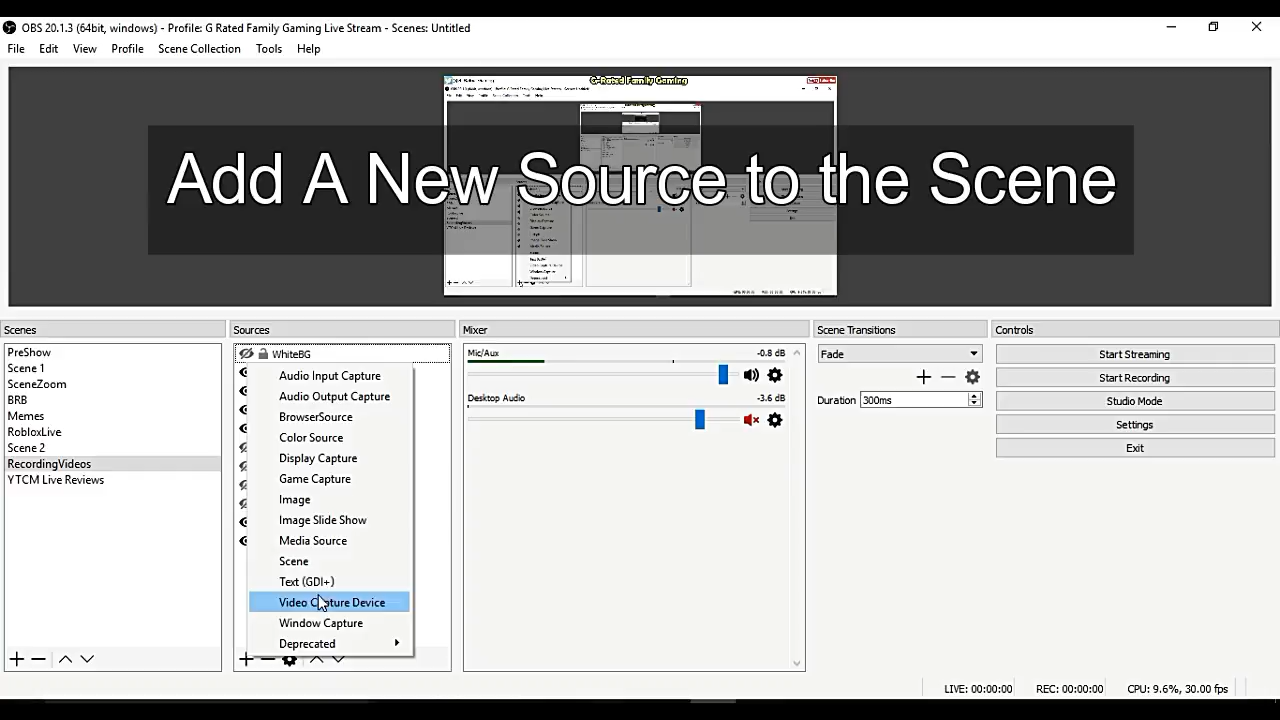 OBS 20.1.3 (64bit, windows) - Profile: G Rated Family Gaming Live Stream - Scenes: Untitled
File Edit View Profile Scene Collection Tools Help
G-Rated Family Gaming
Add A New Source to the Scene
Scenes
PreShow
Scene 1
SceneZoom
BRB
Memes
RobloxLive
Scene 2
RecordingVideos
YTCM Live Reviews
Sources
WhiteBG
Audio Input Capture
Audio Output Capture
BrowserSource
Color Source
Display Capture
Game Capture
Image
Image Slide Show
Media Source
Scene
Text (GDI+)
Video Capture Device
Window Capture
Deprecated
Mixer
Mic/Aux -0.8 dB
Desktop Audio -3.6 dB
Scene Transitions
Fade
Duration 300ms
Controls
Start Streaming
Start Recording
Studio Mode
Settings
Exit
LIVE: 00:00:00 REC: 00:00:00 CPU: 9.6%, 30.00 fps